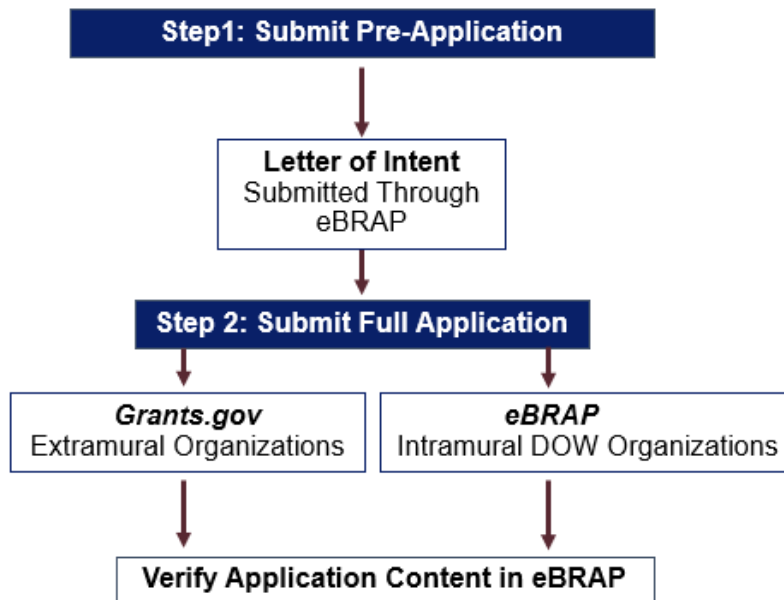 Step1: Submit Pre-Application
Letter of Intent
Submitted Through
eBRAP
Step 2: Submit Full Application
Grants.gov
Extramural Organizations
eBRAP
Intramural DOW Organizations
Verify Application Content in eBRAP